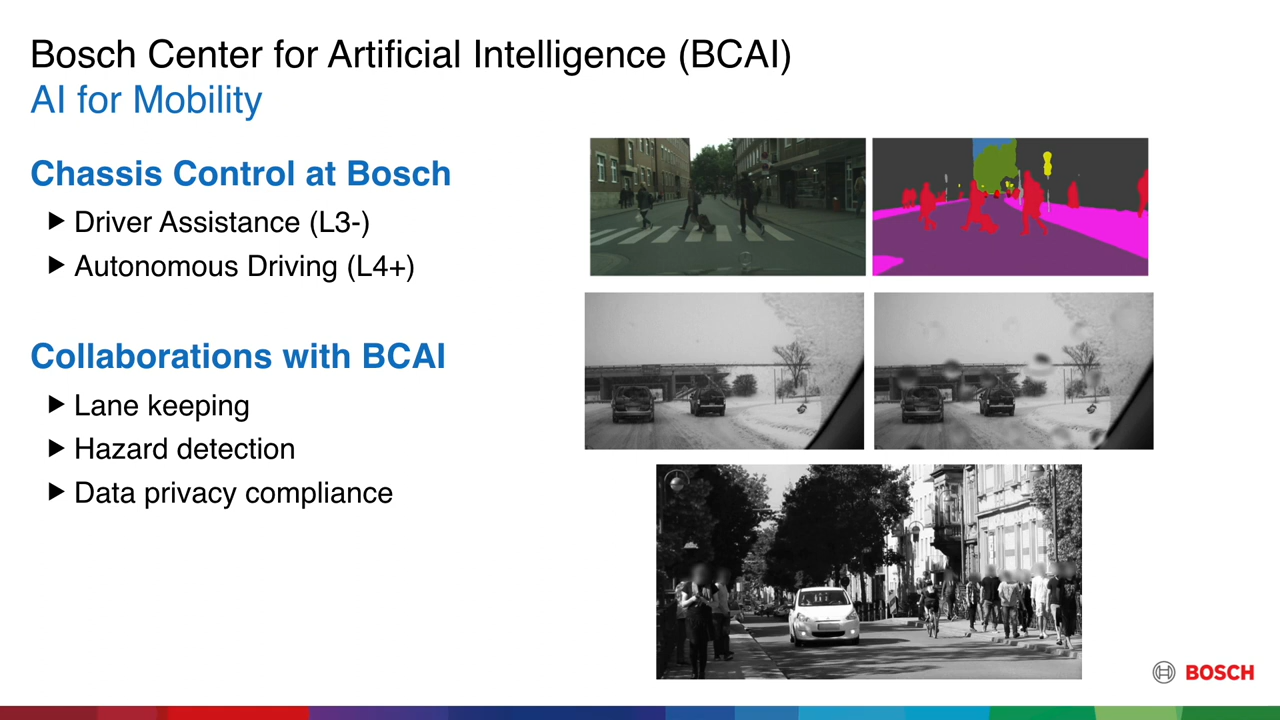 Bosch Center for Artificial Intelligence (BCAI)
AI for Mobility
Chassis Control at Bosch
Driver Assistance (L3-)
Autonomous Driving (L4+)
Collaborations with BCAI
Lane keeping
Hazard detection
Data privacy compliance
BOSCH